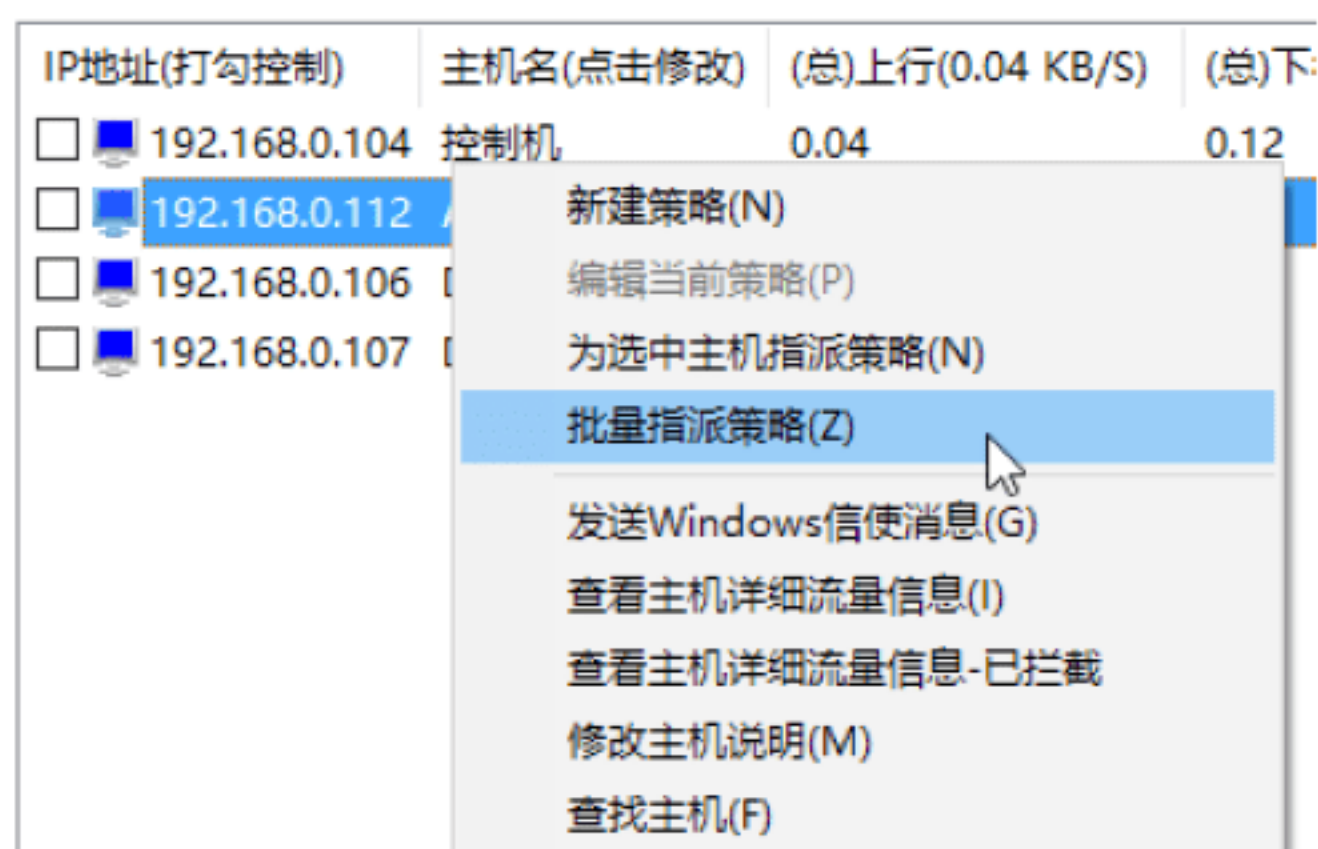 IP地址(打勾控制) 主机名(点击修改) (总)上行(0.04 KB/S) (总)下
192.168.0.104 控制机 0.04 0.12
192.168.0.112
192.168.0.106
192.168.0.107
新建策略(N)
编辑当前策略(P)
为选中主机指派策略(N)
批量指派策略(Z)
发送Windows信使消息(G)
查看主机详细流量信息(I)
查看主机详细流量信息-已拦截
修改主机说明(M)
查找主机(F)